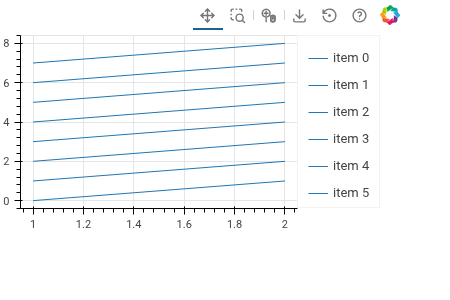 8
6
4
2
0
1 1.2 1.4 1.6 1.8 2
item 0
item 1
item 2
item 3
item 4
item 5